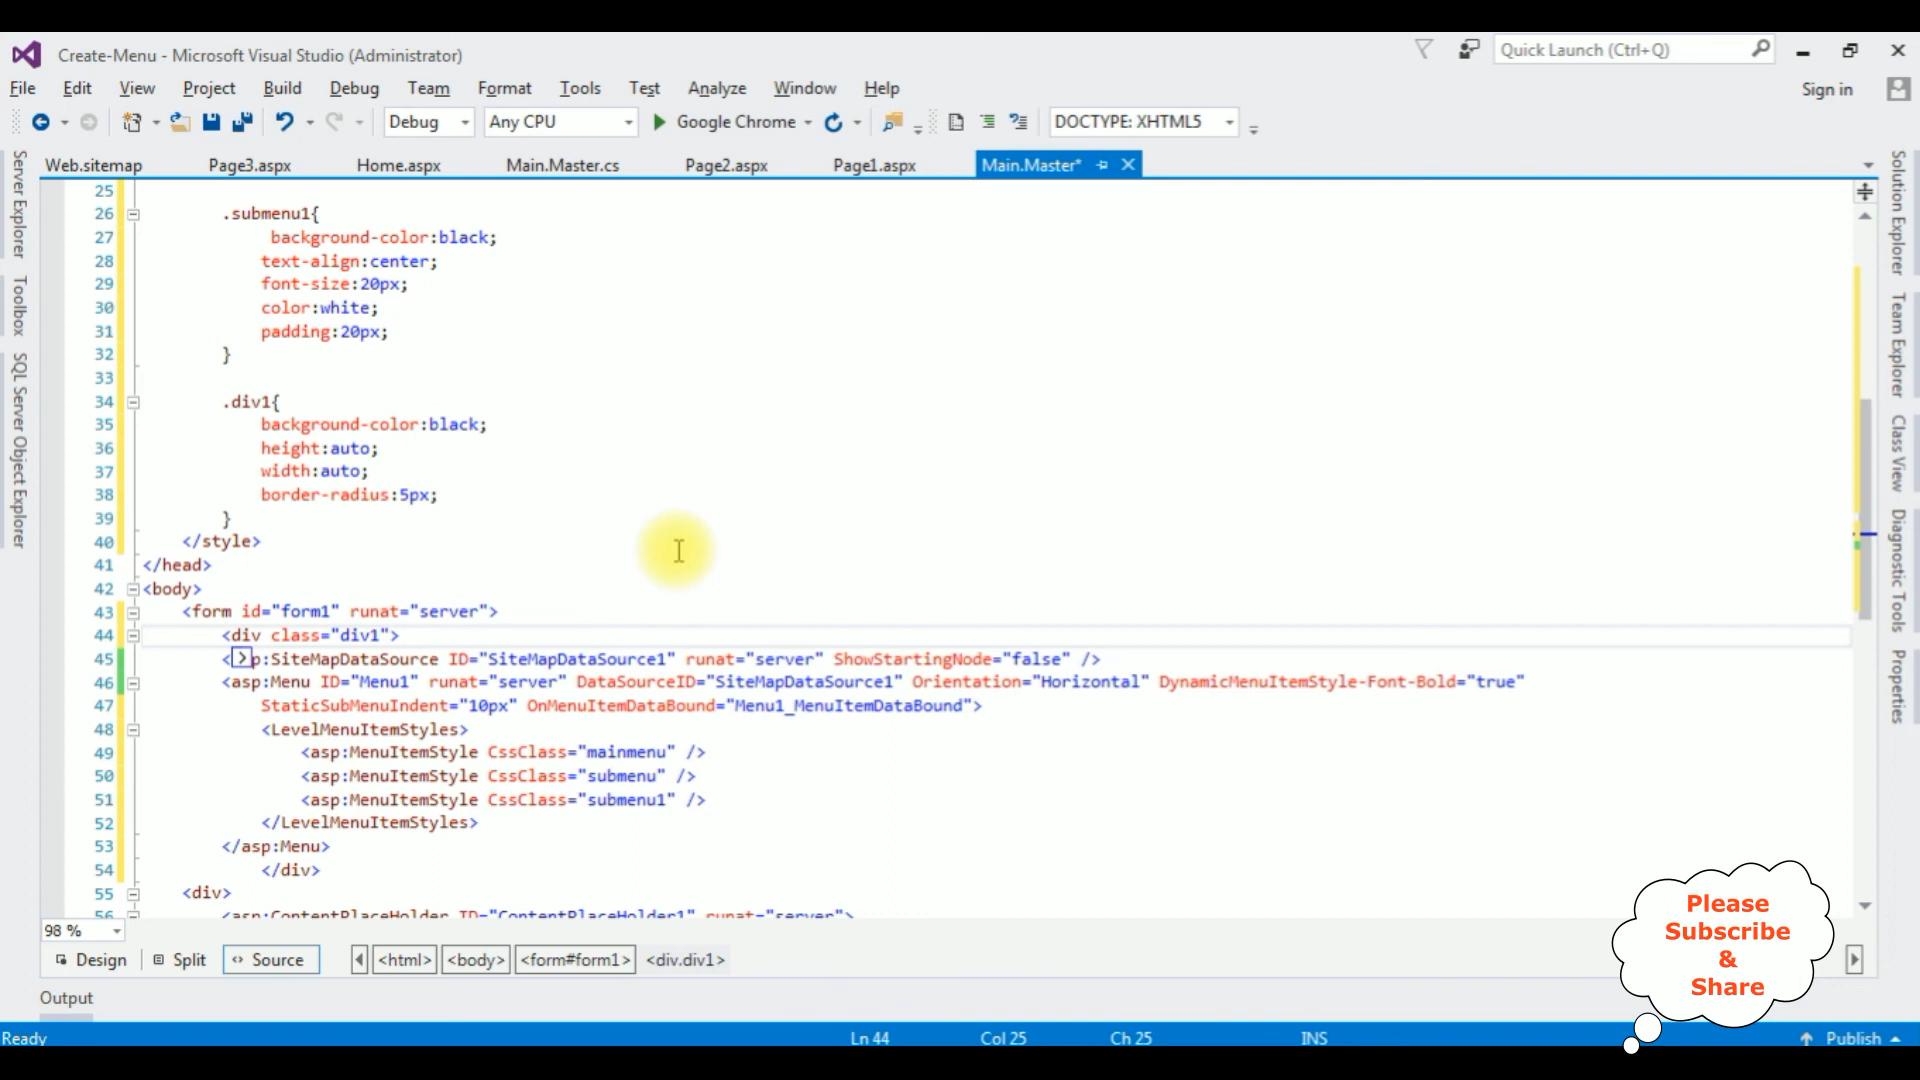 Create-Menu - Microsoft Visual Studio (Administrator)
Quick Launch (Ctrl+Q)
File Edit View Project Build Debug Team Format Tools Test Analyze Window Help
Sign in
Debug Any CPU Google Chrome DOCTYPE: XHTML5
Web.sitemap Page3.aspx Home.aspx Main.Master.cs Page2.aspx Page1.aspx Main.Master*
Server Explorer
Toolbox
SQL Server Object Explorer
25
26 .submenu1{
27 background-color:black;
28 text-align:center;
29 font-size:20px;
30 color:white;
31 padding:20px;
32 }
33
34 .div1{
35 background-color:black;
36 height:auto;
37 width:auto;
38 border-radius:5px;
39 }
40 </style>
41 </head>
42 <body>
43 <form id="form1" runat="server">
44 <div class="div1">
45 <p:SiteMapDataSource ID="SiteMapDataSource1" runat="server" ShowStartingNode="false" />
46 <asp:Menu ID="Menu1" runat="server" DataSourceID="SiteMapDataSource1" Orientation="Horizontal" DynamicMenuItemStyle-Font-Bold="true"
47 StaticSubMenuIndent="10px" OnMenuItemDataBound="Menu1_MenuItemDataBound">
48 <LevelMenuItemStyles>
49 <asp:MenuItemStyle CssClass="mainmenu" />
50 <asp:MenuItemStyle CssClass="submenu" />
51 <asp:MenuItemStyle CssClass="submenu1" />
52 </LevelMenuItemStyles>
53 </asp:Menu>
54 </div>
55 <div>
56 <asp:ContentPlaceHolder ID="ContentPlaceHolder1" runat="server">
Solution Explorer
Team Explorer
Class View
Diagnostic Tools
Properties
98 %
Design Split Source <html> <body> <form#form1> <div.div1>
Please
Subscribe
&
Share
Output
Ready Ln 44 Col 25 Ch 25 INS Publish